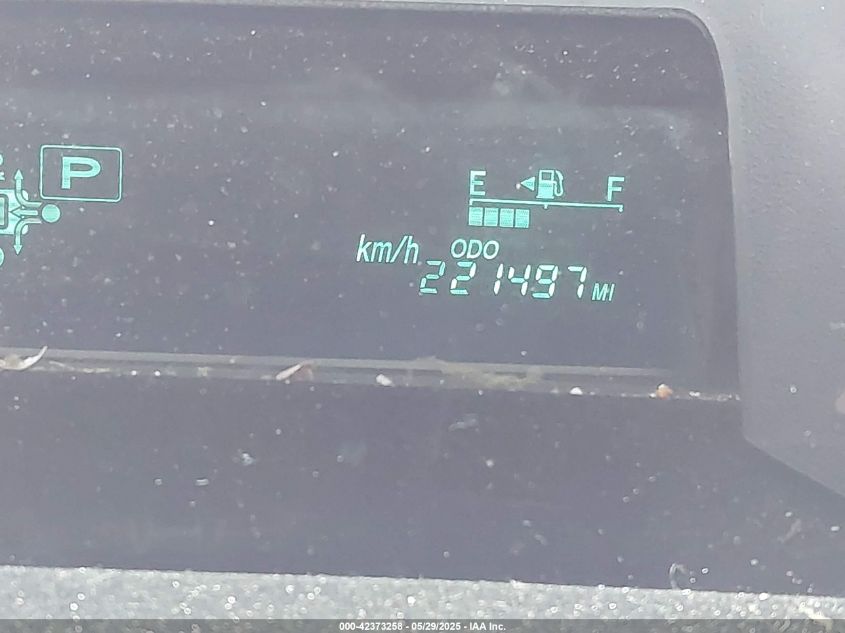 P
E F
km/h ODO
221497 MI
000-42373258 - 05/29/2025 - IAA Inc.